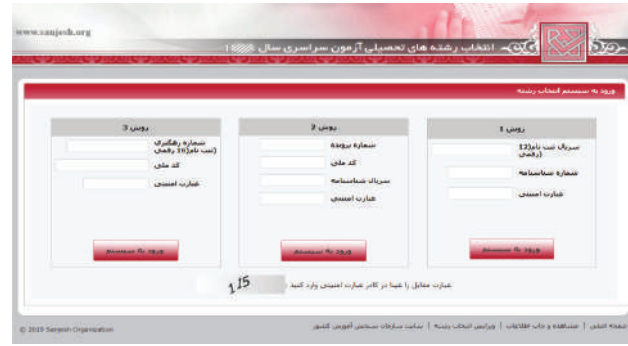 www.sanjesh.org
انتخاب رشته های تحصیلی آزمون سراسری سال
ورود به سیستم انتخاب رشته
روش 1
سریال ثبت نام(12 رقمی)
شماره شناسنامه
عبارت امنیتی
ورود به سیستم
روش 2
شماره پرونده
کد ملی
سریال شناسنامه
عبارت امنیتی
ورود به سیستم
روش 3
شماره رهگیری
(ثبت نام(16 رقمی
کد ملی
عبارت امنیتی
ورود به سیستم
عبارت مقابل را عینا در کادر عبارت امنیتی وارد کنید :
115
صفحه اصلی | مشاهده و چاپ اطلاعات | ویرایش انتخاب رشته | سایت سازمان سنجش آموزش کشور
© 2015 Sanjesh Organization